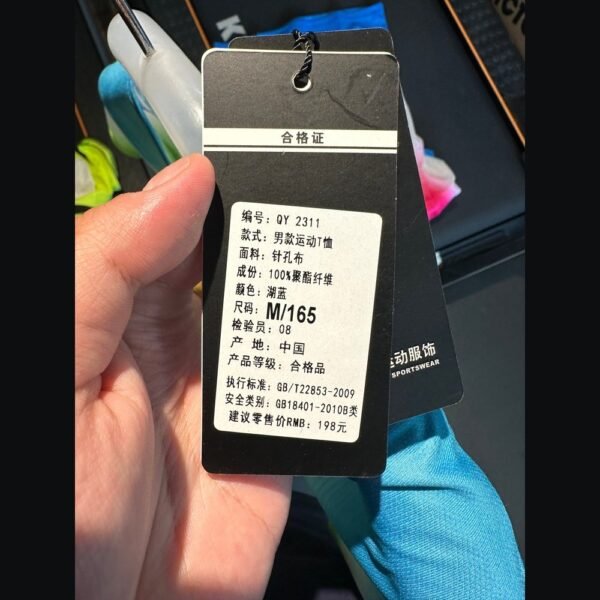 合格证
编号: QY 2311
款式: 男款运动T恤
面料: 针孔布
成份: 100%聚酯纤维
颜色: 湖蓝
尺码: M/165
检验员: 08
产 地: 中国
产品等级: 合格品
执行标准: GB/T22853-2009
安全类别: GB18401-2010B类
建议零售价RMB: 198元
运动服饰
SPORTSWEAR